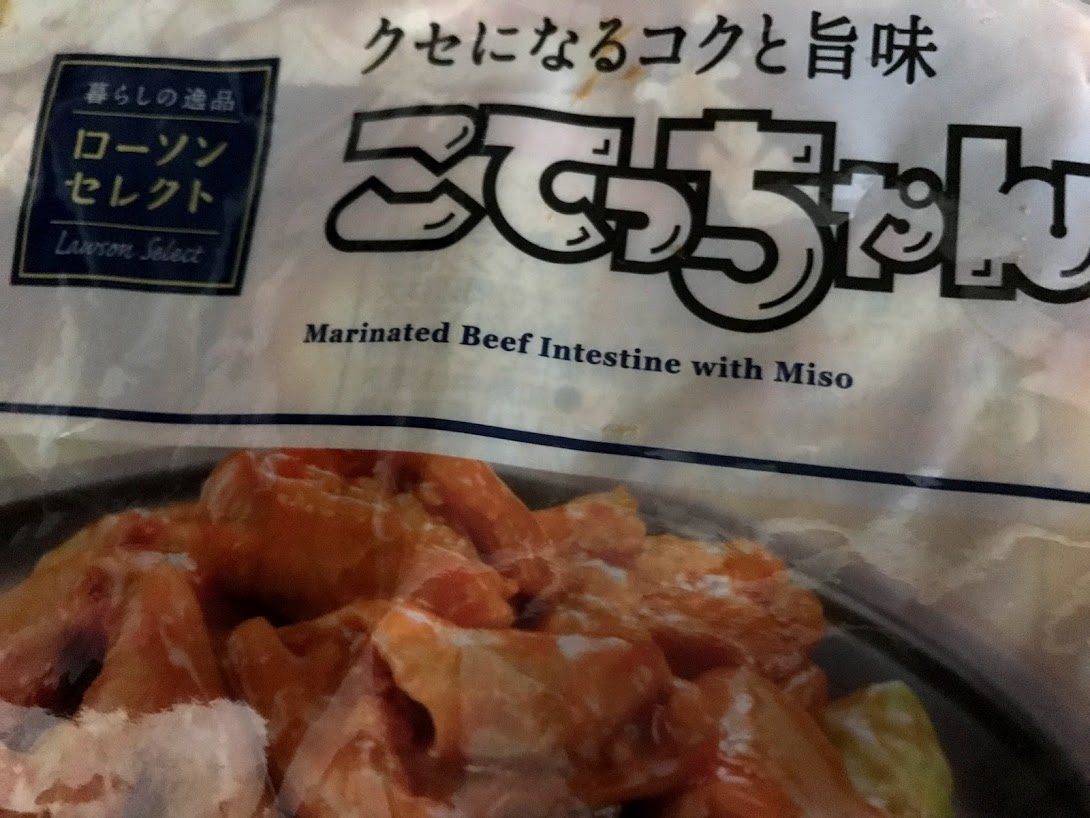 クセになるコクと旨味
暮らしの逸品
ローソン
セレクト
Lawson Select
こてっちゃん
Marinated Beef Intestine with Miso